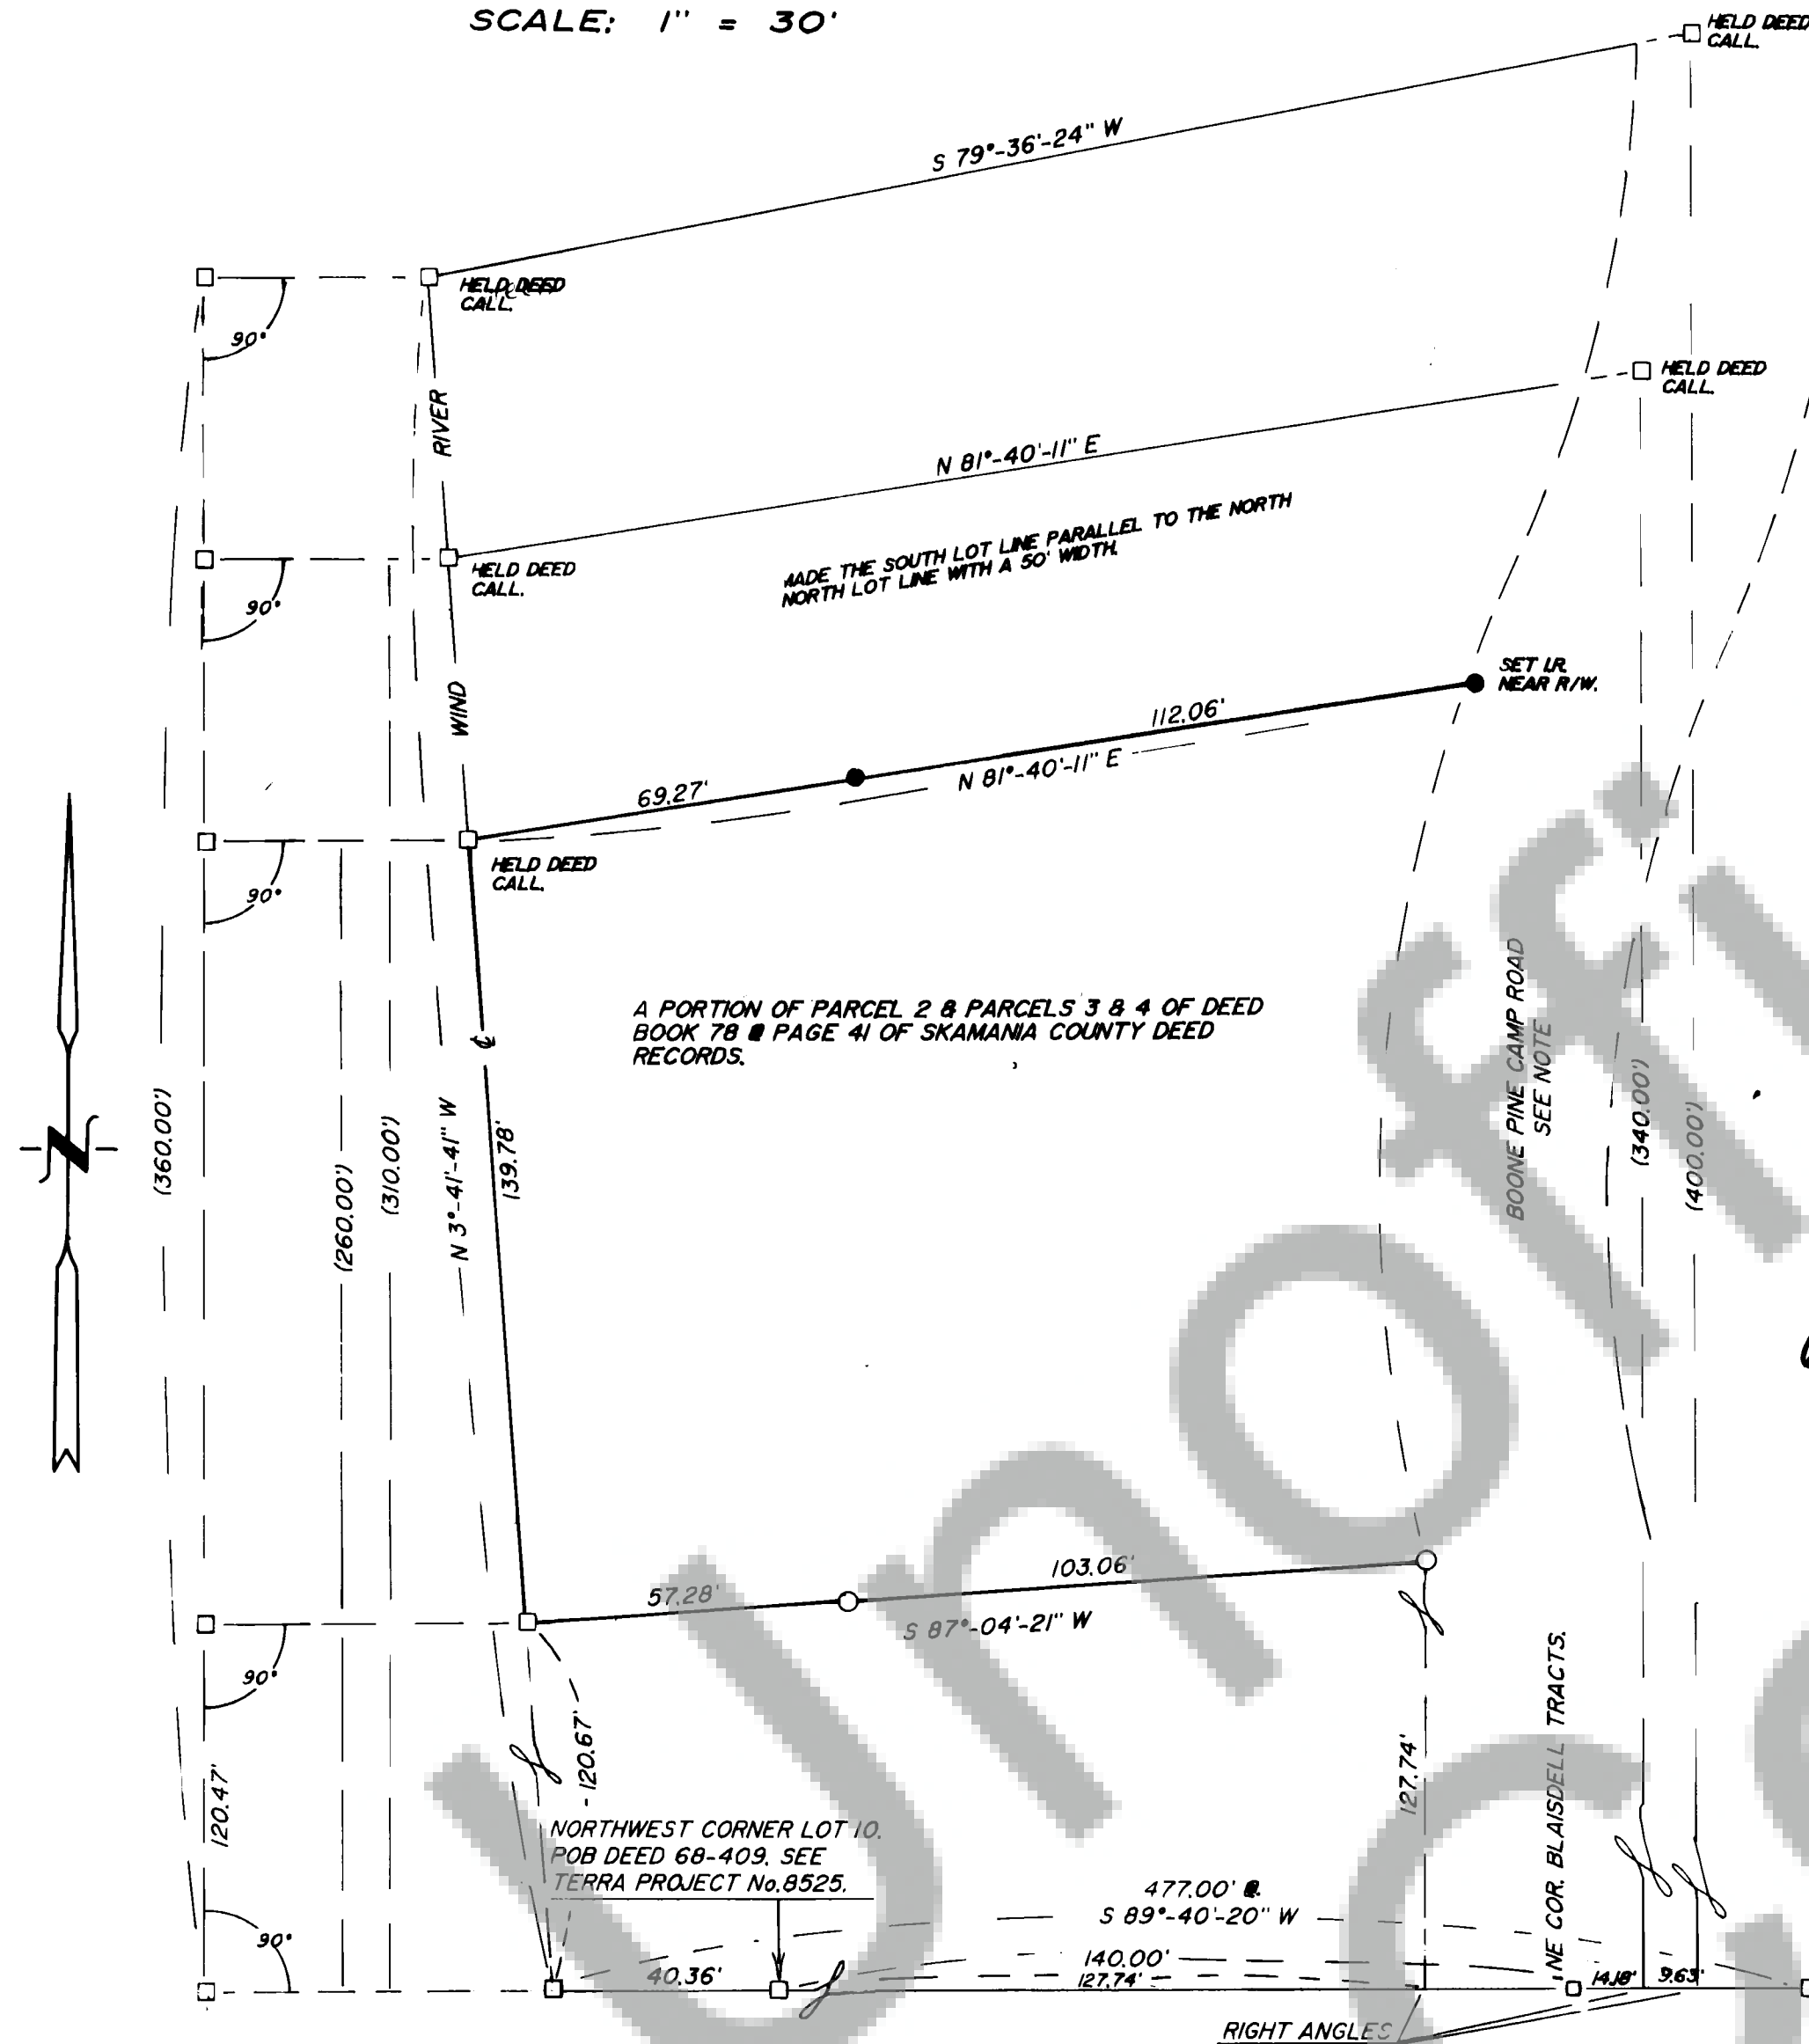 SCALE: 1" = 30'
HELD DEED
CALL.
S 79°-36'-24" W
HELD DEED
CALL.
90°
RIVER
HELD DEED
CALL.
N 81°-40'-11" E
MADE THE SOUTH LOT LINE PARALLEL TO THE NORTH
NORTH LOT LINE WITH A 50' WIDTH.
HELD DEED
CALL.
90°
SET I.R.
NEAR R/W.
WIND
112.06'
N 81°-40'-11" E
69.27'
HELD DEED
CALL.
90°
A PORTION OF PARCEL 2 & PARCELS 3 & 4 OF DEED
BOOK 78 @ PAGE 41 OF SKAMANIA COUNTY DEED
RECORDS.
BOONE PINE CAMP ROAD
SEE NOTE
(360.00')
(260.00')
(310.00')
N 3°-41'-41" W
139.78'
(340.00')
(400.00')
N
57.28'
103.06'
S 87°-04'-21" W
90°
120.47'
120.67'
127.74'
NE COR. BLAISDELL TRACTS.
NORTHWEST CORNER LOT 10.
POB DEED 68-409. SEE
TERRA PROJECT No.8525.
477.00' @
S 89°-40'-20" W
90°
40.36'
140.00'
127.74'
14.18'
9.63'
RIGHT ANGLES
Unoffi